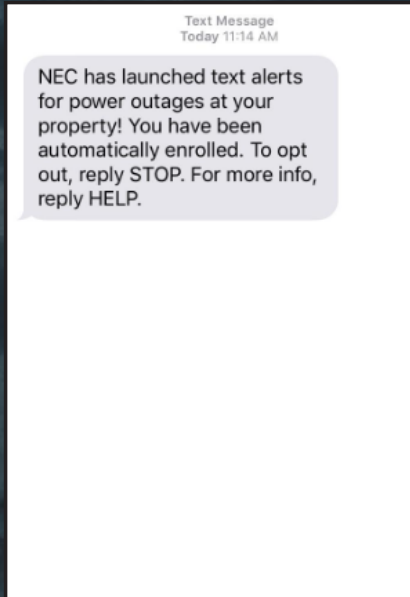 Text Message
Today 11:14 AM
NEC has launched text alerts
for power outages at your
property! You have been
automatically enrolled. To opt
out, reply STOP. For more info,
reply HELP.